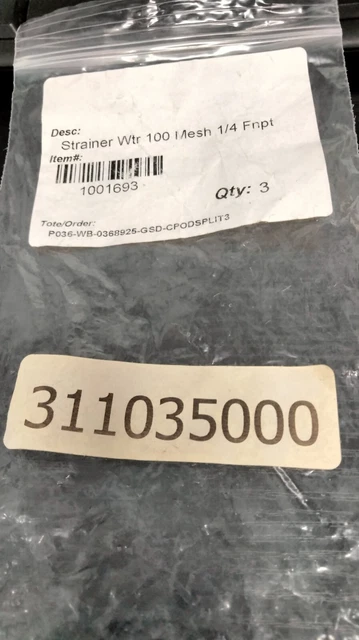 Desc:
Strainer Wtr 100 Mesh 1/4 Fnpt
Item#:
1001693
Qty: 3
Tote/Order:
P036-WB-0368925-GSD-CPODSPLIT3
311035000